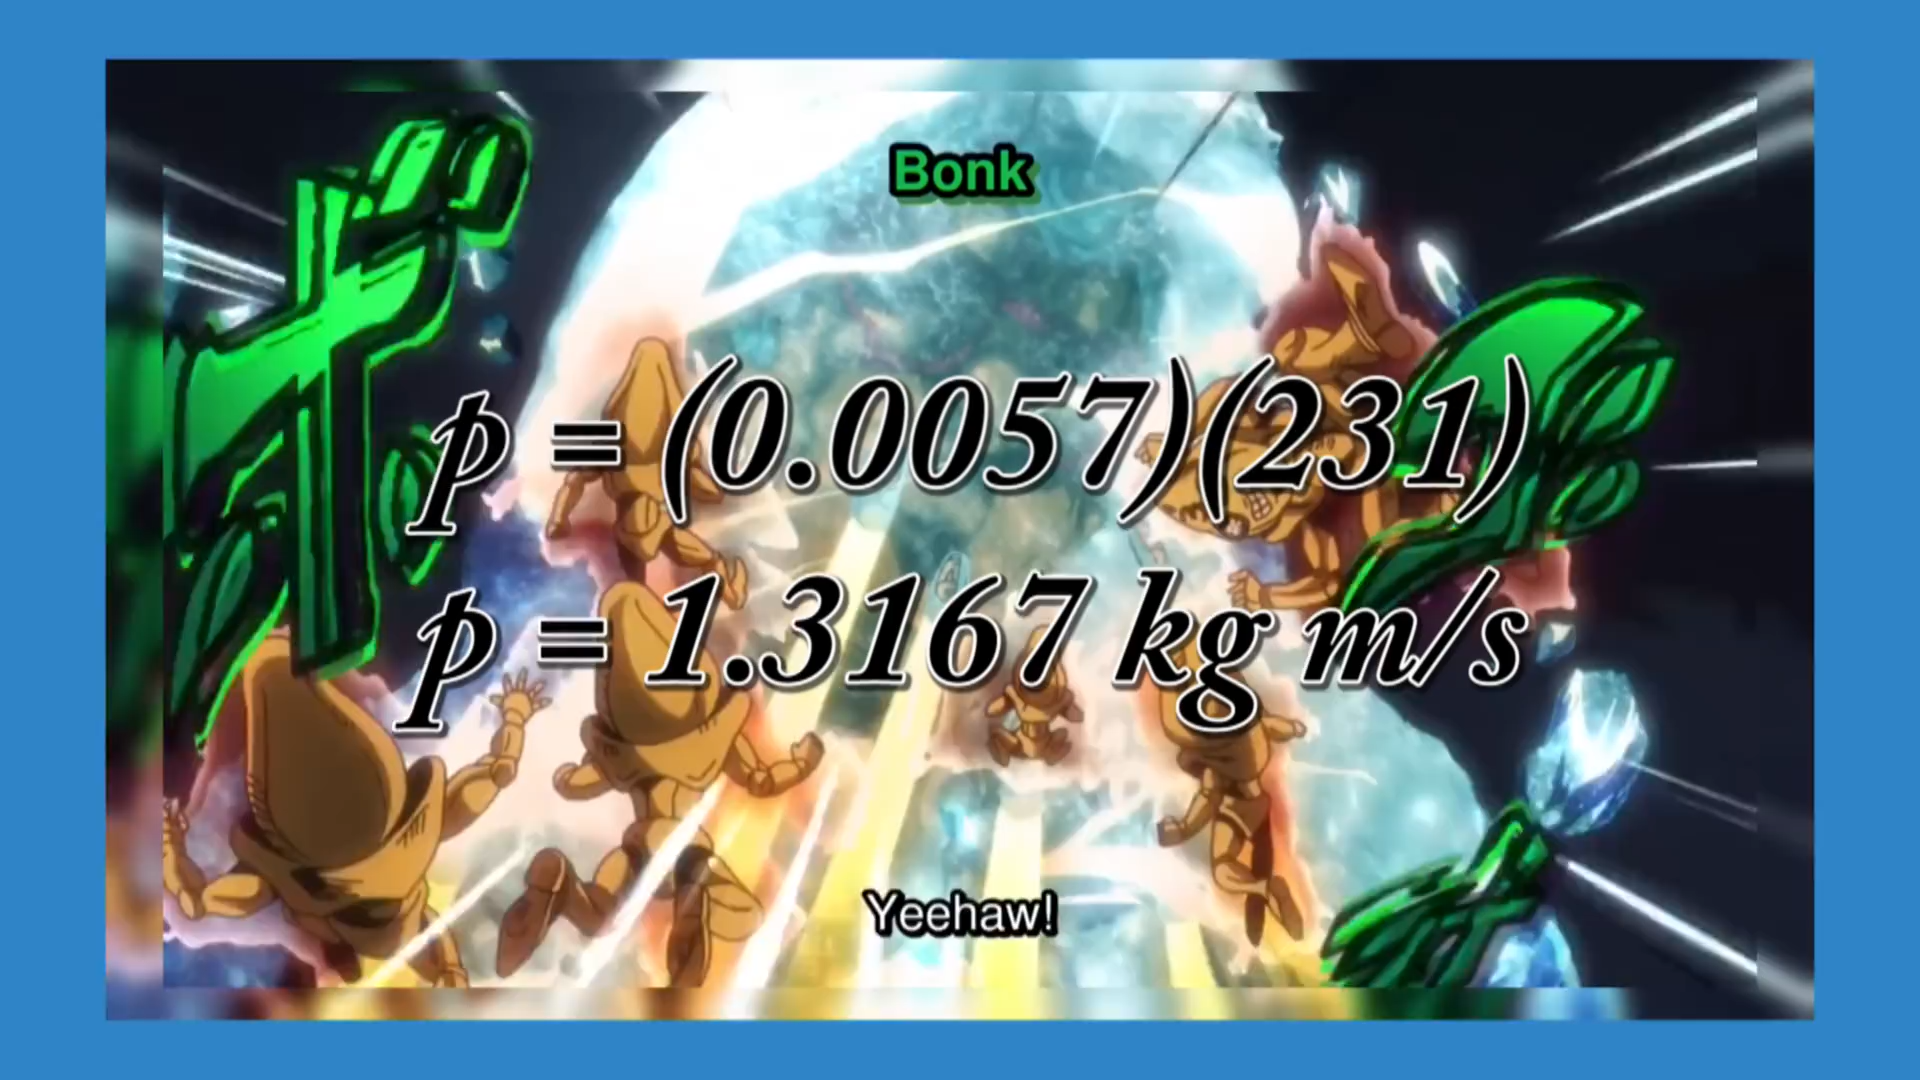 Bonk
p = (0.0057)(231)
p = 1.3167 kg m/s
Yeehaw!